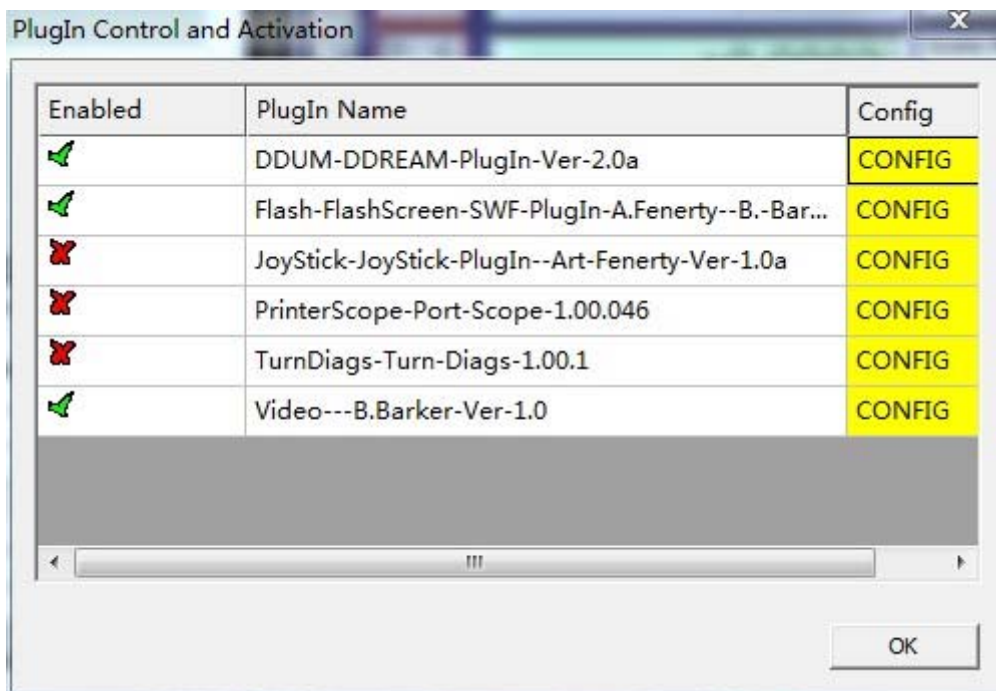 PlugIn Control and Activation
Enabled PlugIn Name Config
DDUM-DDREAM-PlugIn-Ver-2.0a CONFIG
Flash-FlashScreen-SWF-PlugIn-A.Fenerty--B.-Bar... CONFIG
JoyStick-JoyStick-PlugIn--Art-Fenerty-Ver-1.0a CONFIG
PrinterScope-Port-Scope-1.00.046 CONFIG
TurnDiags-Turn-Diags-1.00.1 CONFIG
Video---B.Barker-Ver-1.0 CONFIG
OK